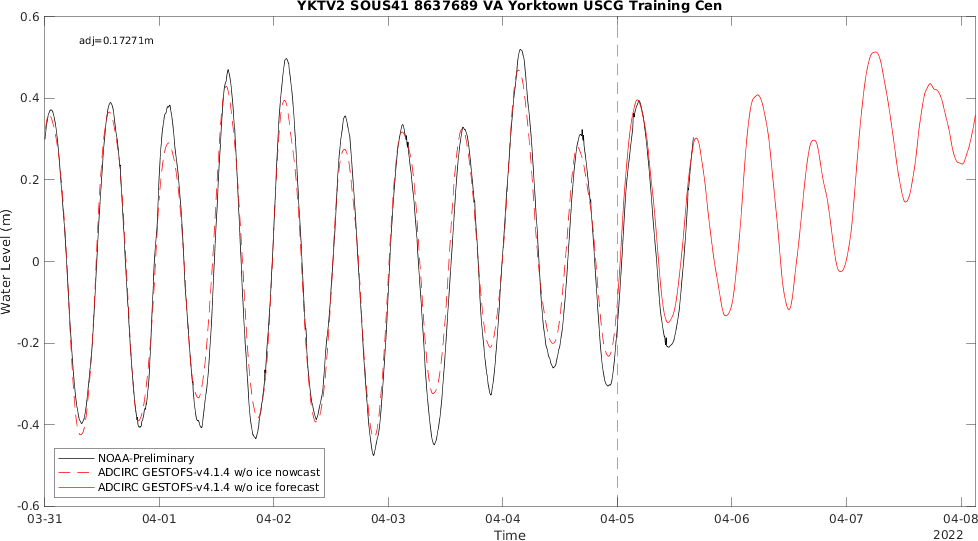 YKTV2 SOUS41 8637689 VA Yorktown USCG Training Cen
adj=0.17271m
0.6
0.4
0.2
0
-0.2
-0.4
-0.6
Water Level (m)
NOAA-Preliminary
ADCIRC GESTOFS-v4.1.4 w/o ice nowcast
ADCIRC GESTOFS-v4.1.4 w/o ice forecast
03-31 04-01 04-02 04-03 04-04 04-05 04-06 04-07 04-08
Time
2022